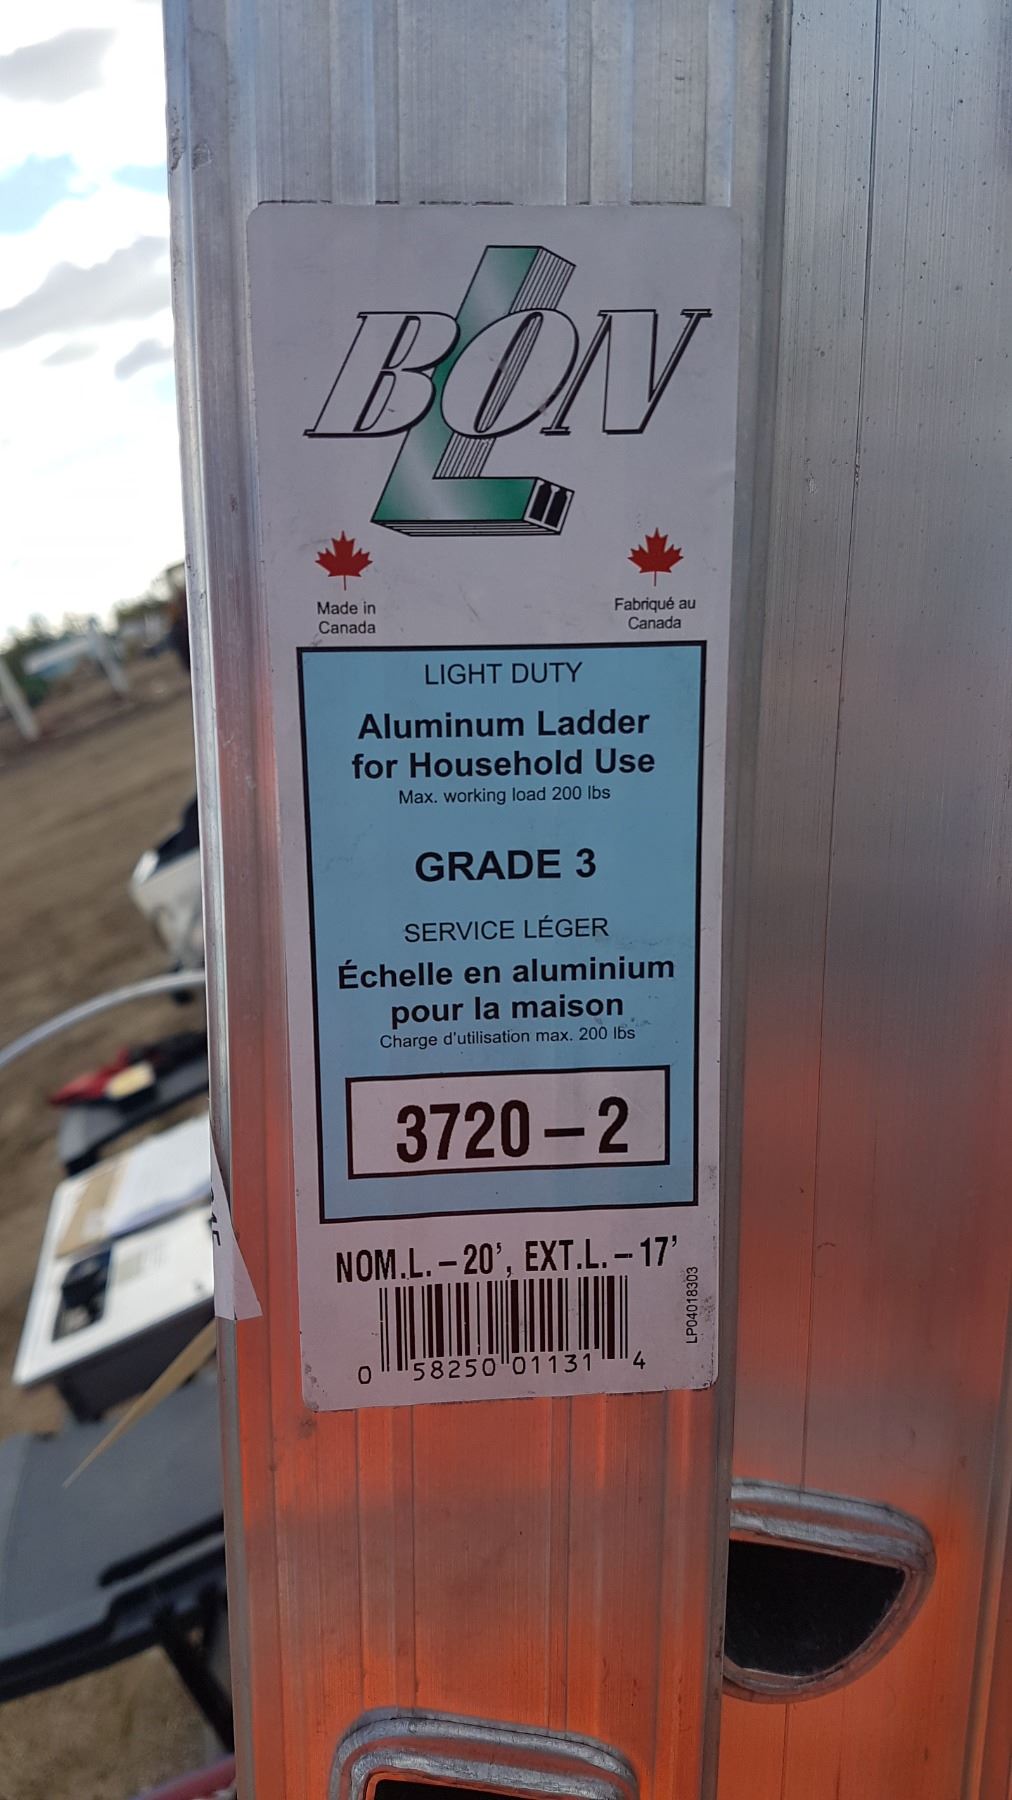 BON
L
Made in
Canada
Fabriqué au
Canada
LIGHT DUTY
Aluminum Ladder
for Household Use
Max. working load 200 lbs
GRADE 3
SERVICE LÉGER
Échelle en aluminium
pour la maison
Charge d'utilisation max. 200 lbs
3720 – 2
NOM.L. – 20', EXT.L. – 17'
LP04018303
0 58250 01131 4